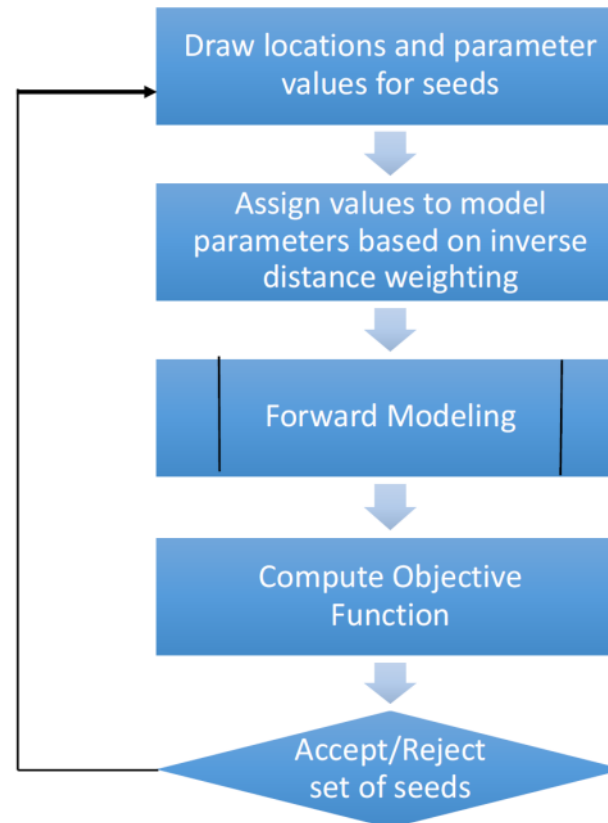 Draw locations and parameter
values for seeds
Assign values to model
parameters based on inverse
distance weighting
Forward Modeling
Compute Objective
Function
Accept/Reject
set of seeds